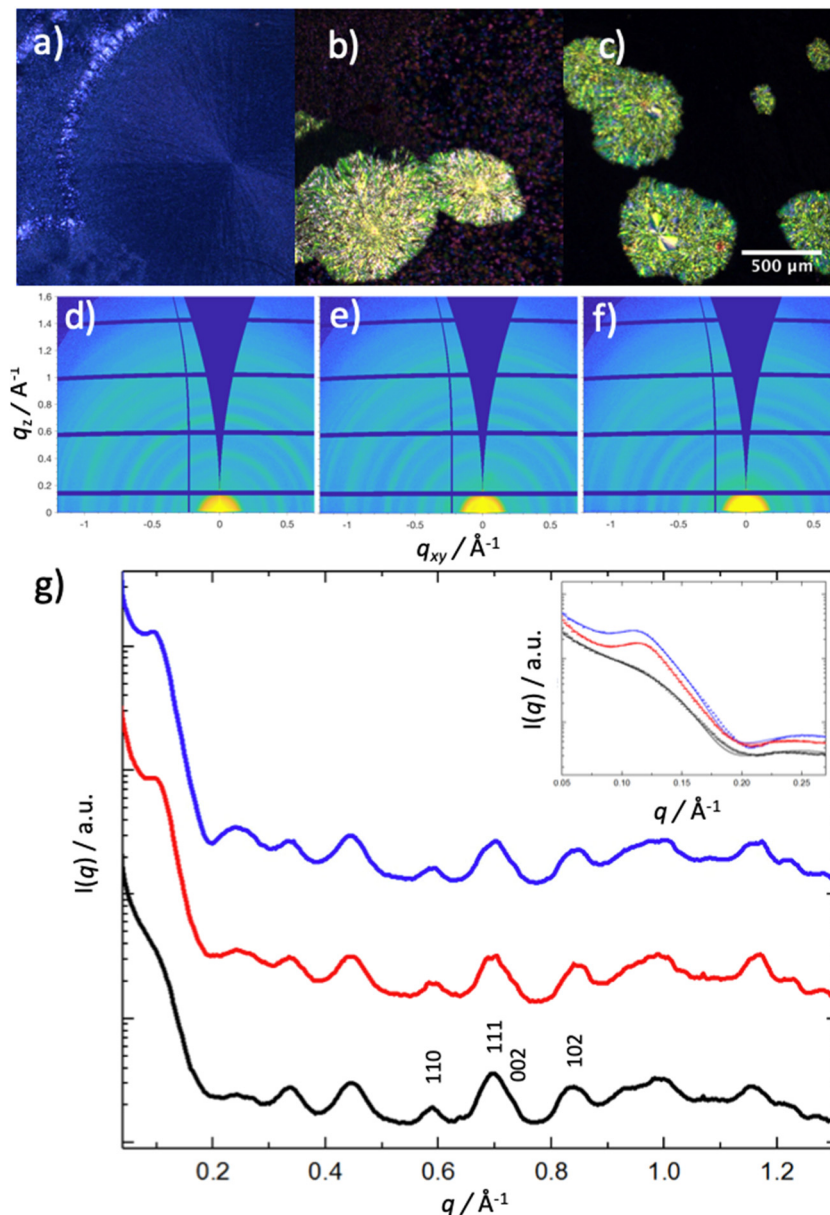 a)
b)
c)
500 µm
d)
e)
f)
1.6
1.4
1.2
1
0.8
0.6
0.4
0.2
0
q_z / A⁻¹
-1 -0.5 0 0.5
-1 -0.5 0 0.5
-1 -0.5 0 0.5
q_xy / Å⁻¹
g)
I(q) / a.u.
I(q) / a.u.
0.05 0.10 0.15 0.20 0.25
q / Å⁻¹
110
111
002
102
0.2 0.4 0.6 0.8 1.0 1.2
q / Å⁻¹